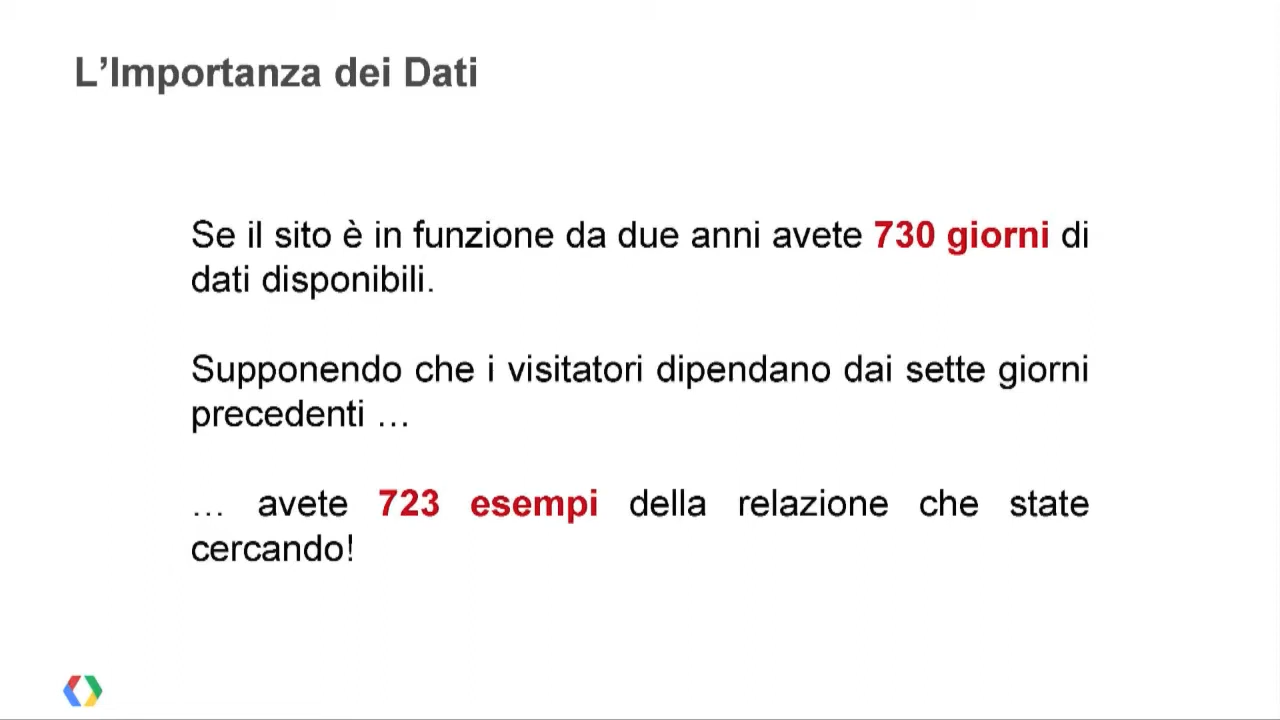 L’Importanza dei Dati
Se il sito è in funzione da due anni avete 730 giorni di
dati disponibili.
Supponendo che i visitatori dipendano dai sette giorni
precedenti …
… avete 723 esempi della relazione che state
cercando!